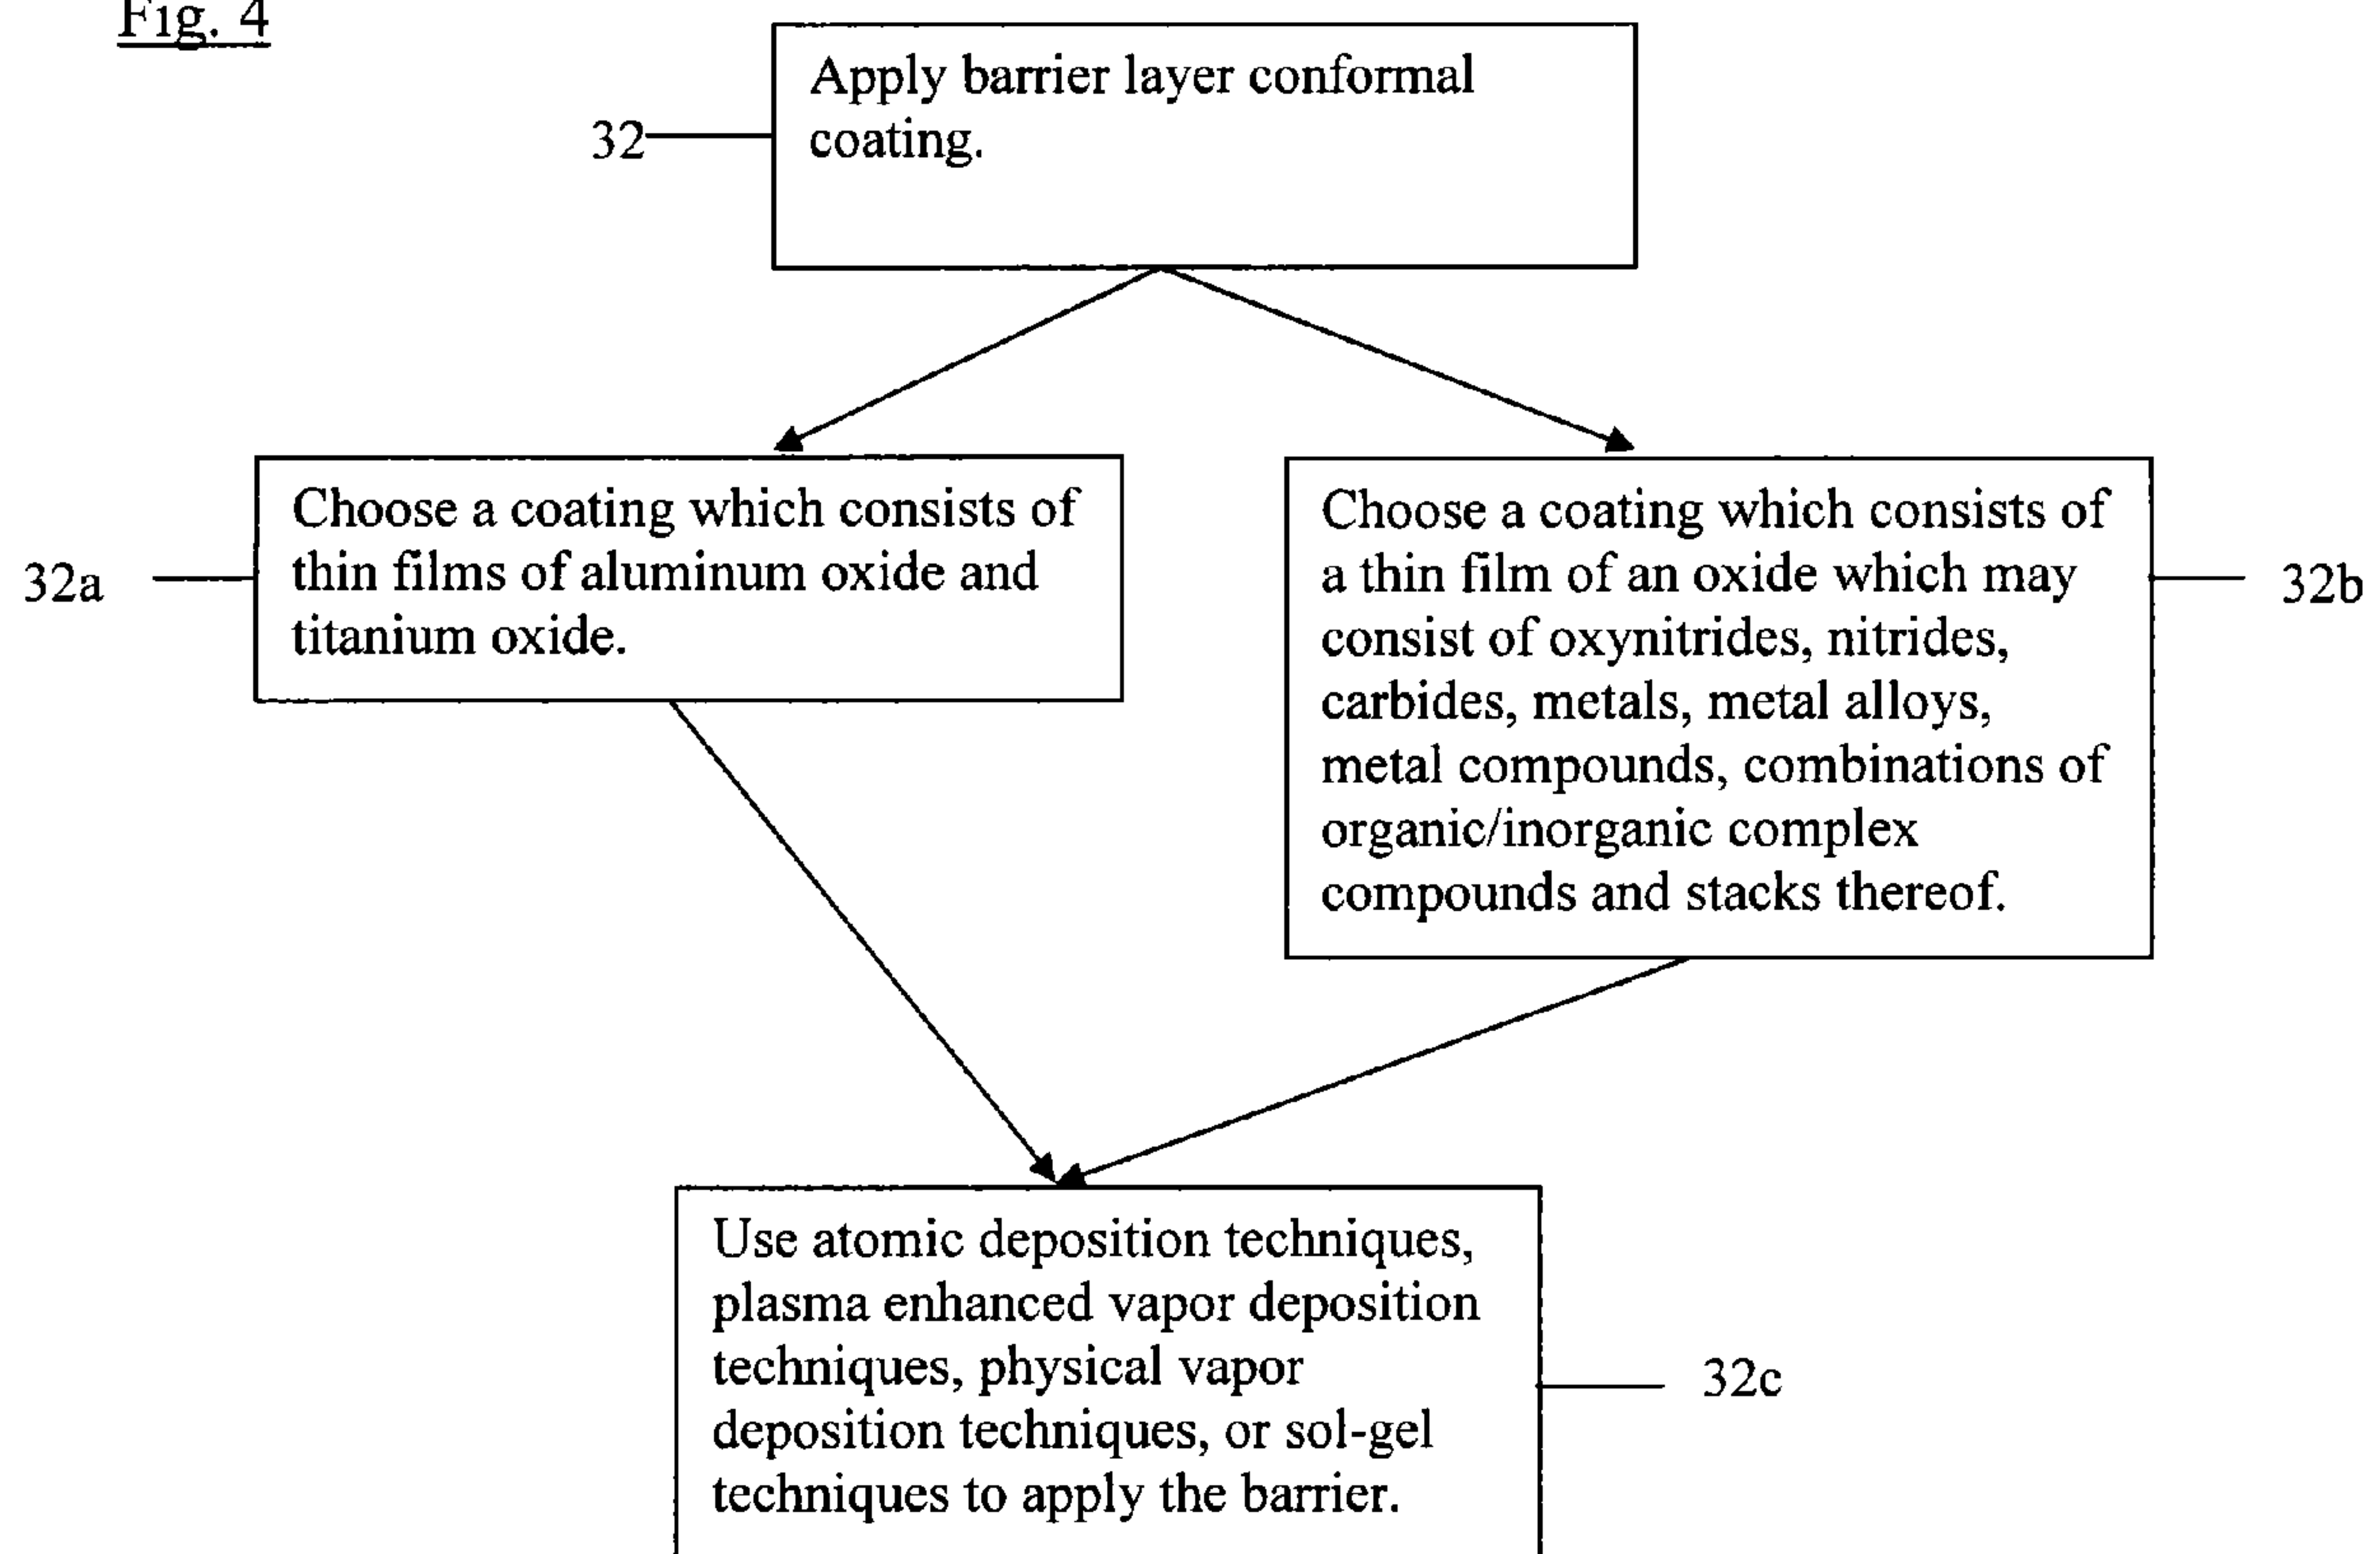 Fig. 4
Apply barrier layer conformal
coating.
32
Choose a coating which consists of
thin films of aluminum oxide and
titanium oxide.
32a
Choose a coating which consists of
a thin film of an oxide which may
consist of oxynitrides, nitrides,
carbides, metals, metal alloys,
metal compounds, combinations of
organic/inorganic complex
compounds and stacks thereof.
32b
Use atomic deposition techniques,
plasma enhanced vapor deposition
techniques, physical vapor
deposition techniques, or sol-gel
techniques to apply the barrier.
32c